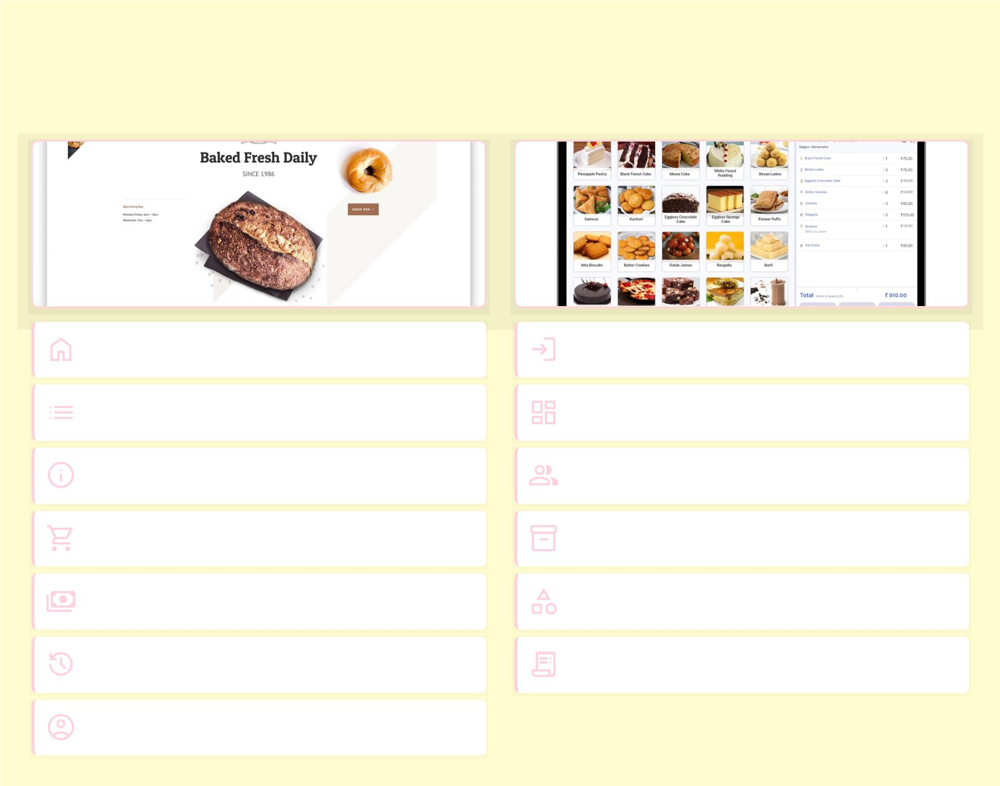 Baked Fresh Daily
SINCE 1986
Open Every Day:
Monday-Friday: 6am – 5pm
Weekends: 7am – 4pm
ORDER NOW →
Pineapple Pastry
Black Forest Cake
Mawa Cake
White Forest
Pudding
Besan Ladoo
Samosa
Kachori
Eggless Chocolate
Cake
Eggless Sponge
Cake
Paneer Puffs
Atta Biscuits
Butter Cookies
Gulab Jamun
Rasgulla
Barfi
Nagpur, Maharastra
1 Black Forest Cake X 1 ₹75.00
2 Besan Ladoo X 5 ₹75.00
3 Eggless Chocolate Cake X 2 ₹160.00
4 Butter Cookies X 6 ₹120.00
5 Samosa X 3 ₹90.00
6 Rasgulla X 5 ₹175.00
7 Brownie X 1 ₹125.00
With Ice cream
8 Pan Pizza X 1 ₹90.00
Total (Items: 8, Quantity:25) ₹ 910.00